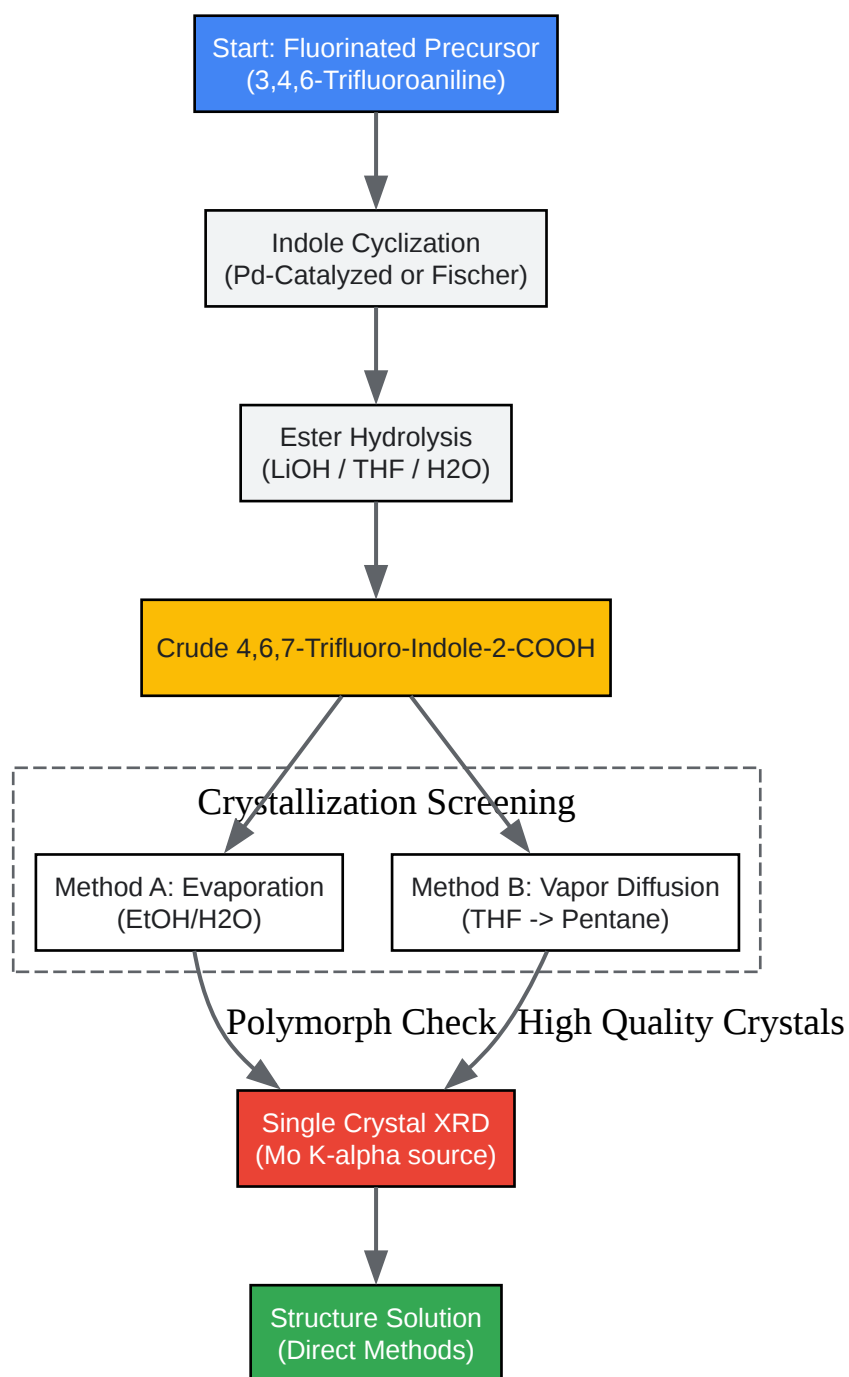 Start: Fluorinated Precursor
(3,4,6-Trifluoroaniline)
Indole Cyclization
(Pd-Catalyzed or Fischer)
Ester Hydrolysis
(LiOH / THF / H2O)
Crude 4,6,7-Trifluoro-Indole-2-COOH
Crystallization Screening
Method A: Evaporation
(EtOH/H2O)
Method B: Vapor Diffusion
(THF -> Pentane)
Polymorph Check
High Quality Crystals
Single Crystal XRD
(Mo K-alpha source)
Structure Solution
(Direct Methods)